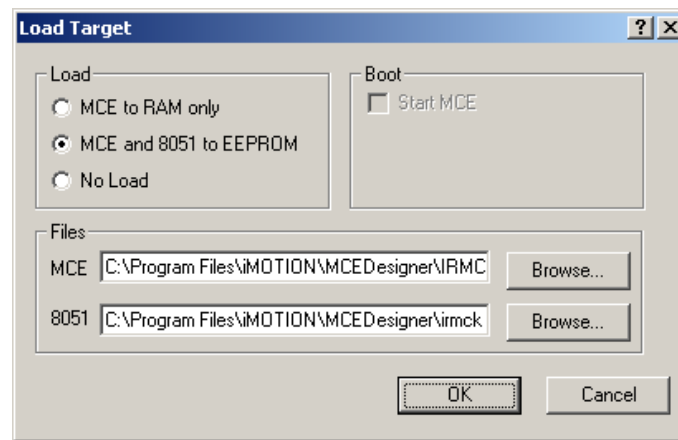 Load Target
Load
MCE to RAM only
MCE and 8051 to EEPROM
No Load
Boot
Start MCE
Files
MCE C:\Program Files\iMOTION\MCEDesigner\IRMC Browse...
8051 C:\Program Files\iMOTION\MCEDesigner\irmck Browse...
OK Cancel